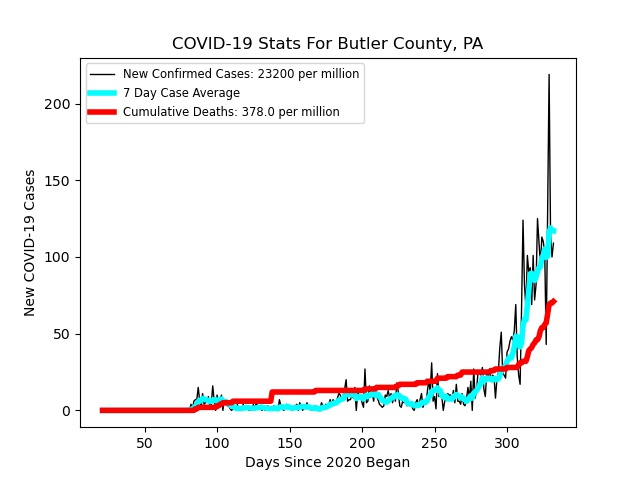 COVID-19 Stats For Butler County, PA
New Confirmed Cases: 23200 per million
7 Day Case Average
Cumulative Deaths: 378.0 per million
200
150
100
50
0
New COVID-19 Cases
50
100
150
200
250
300
Days Since 2020 Began